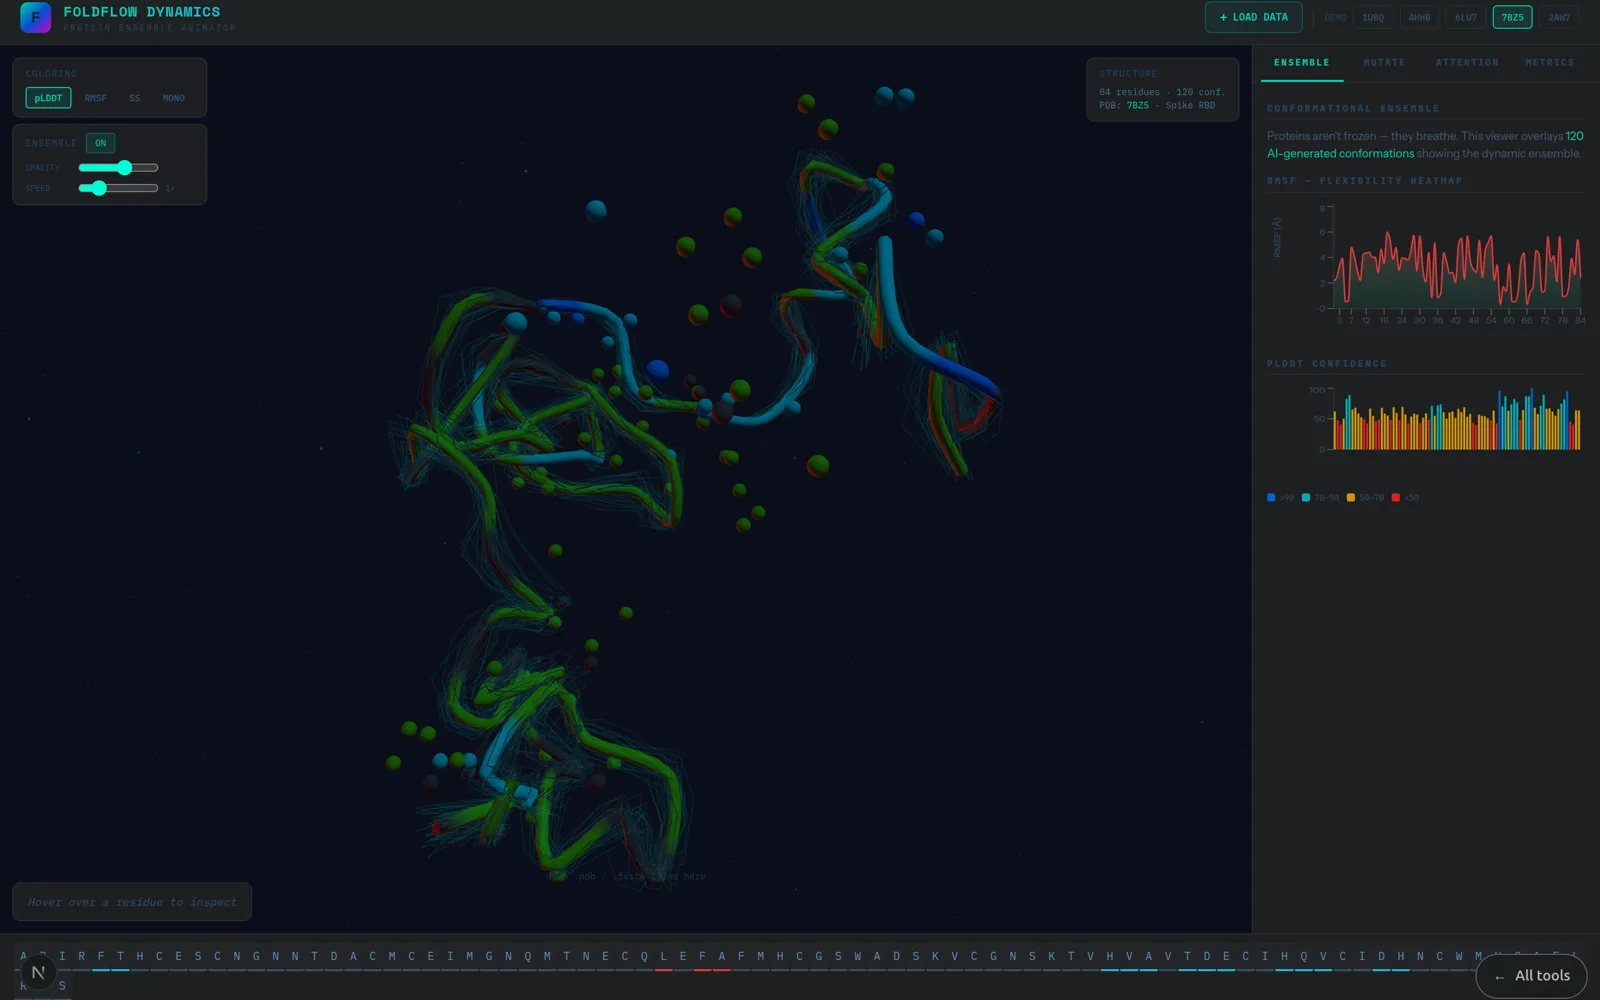 F
FOLDFLOW DYNAMICS
PROTEIN ENSEMBLE ANIMATOR
+ LOAD DATA
DEMO 1UBQ 4HHB 6LU7 7BZ5 2AW7
COLORING
pLDDT RMSF SS MONO
ENSEMBLE ON
OPACITY
SPEED 1×
STRUCTURE
84 residues · 120 conf.
PDB: 7BZ5 · Spike RBD
ENSEMBLE MUTATE ATTENTION METRICS
CONFORMATIONAL ENSEMBLE
Proteins aren't frozen — they breathe. This viewer overlays 120
AI-generated conformations showing the dynamic ensemble.
RMSF — FLEXIBILITY HEATMAP
RMSF (Å)
8
6
4
2
0
3 7 12 18 24 30 36 42 48 54 60 66 72 78 84
PLDDT CONFIDENCE
100
50
0
>90 70-90 50-70 <50
pdb / .fasta files here
Hover over a residue to inspect
A I R F T H C E S C N G N N T D A C M C E I M G N Q M T N E C Q L E F A F M H C G S W A D S K V C G N S K T V H V A V T D E C I H Q V C I D H N C W M
R S
N
← All tools